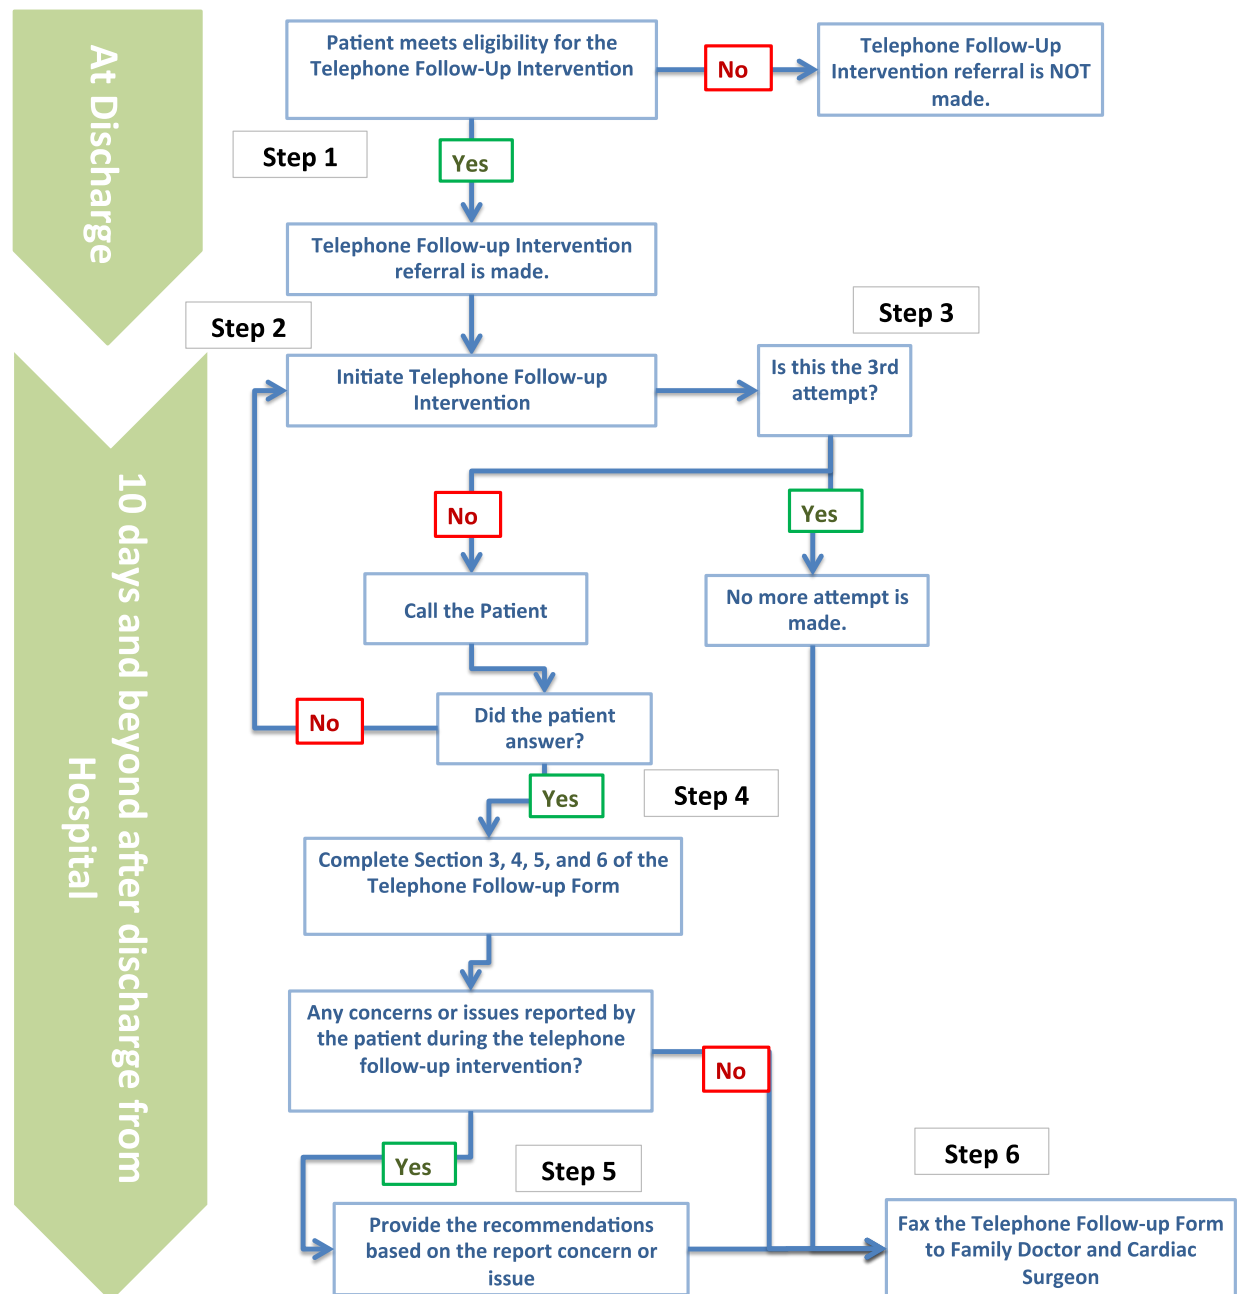 At Discharge
Patient meets eligibility for the
Telephone Follow-Up Intervention
No
Telephone Follow-Up
Intervention referral is NOT
made.
Step 1
Yes
Telephone Follow-up Intervention
referral is made.
Step 2
Step 3
Initiate Telephone Follow-up
Intervention
Is this the 3rd
attempt?
10 days and beyond after discharge from
Hospital
No
Yes
Call the Patient
No more attempt is
made.
No
Did the patient
answer?
Yes
Step 4
Complete Section 3, 4, 5, and 6 of the
Telephone Follow-up Form
Any concerns or issues reported by
the patient during the telephone
follow-up intervention?
No
Yes
Step 5
Step 6
Provide the recommendations
based on the report concern or
issue
Fax the Telephone Follow-up Form
to Family Doctor and Cardiac
Surgeon